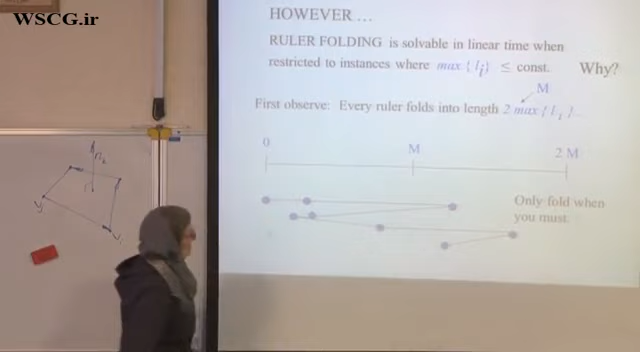 WSCG.ir
HOWEVER ...
RULER FOLDING is solvable in linear time when
restricted to instances where max { lᵢ } ≤ const. Why?
M
First observe: Every ruler folds into length 2 max { lᵢ }.
0 M 2 M
Only fold when
you must.